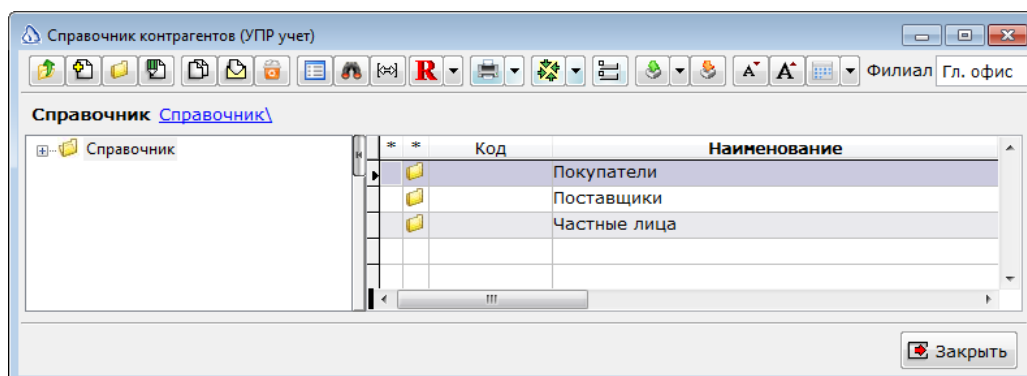 Справочник контрагентов (УПР учет)
R A A Филиал Гл. офис
Справочник Справочник\
Справочник
* * Код Наименование
Покупатели
Поставщики
Частные лица
Закрыть